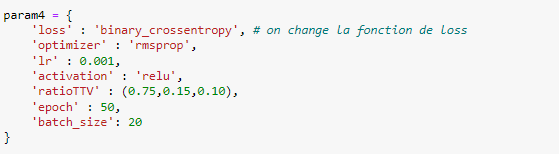 param4 = {
    'loss' : 'binary_crossentropy', # on change la fonction de loss
    'optimizer' : 'rmsprop',
    'lr' : 0.001,
    'activation' : 'relu',
    'ratioTTV' : (0.75,0.15,0.10),
    'epoch' : 50,
    'batch_size': 20
}